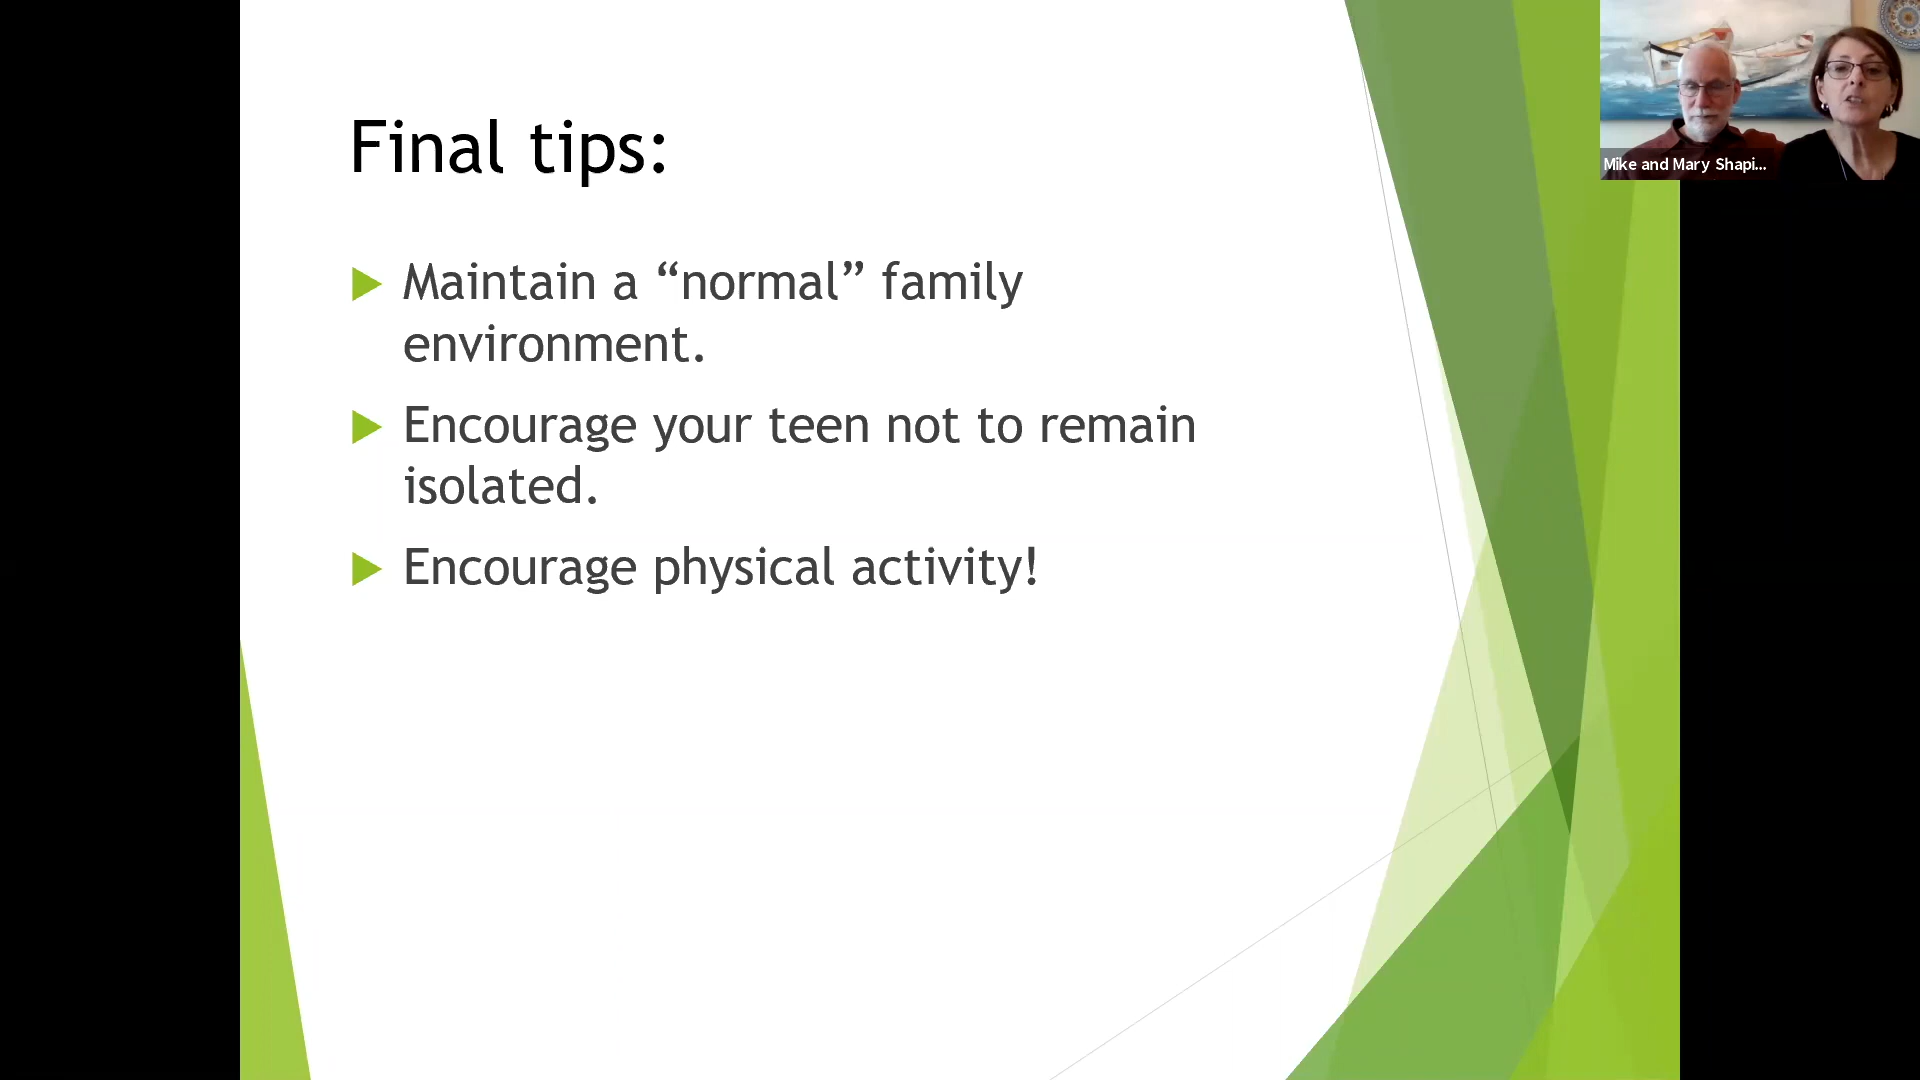 Final tips:
Maintain a “normal” family
environment.
Encourage your teen not to remain
isolated.
Encourage physical activity!
Mike and Mary Shapi...